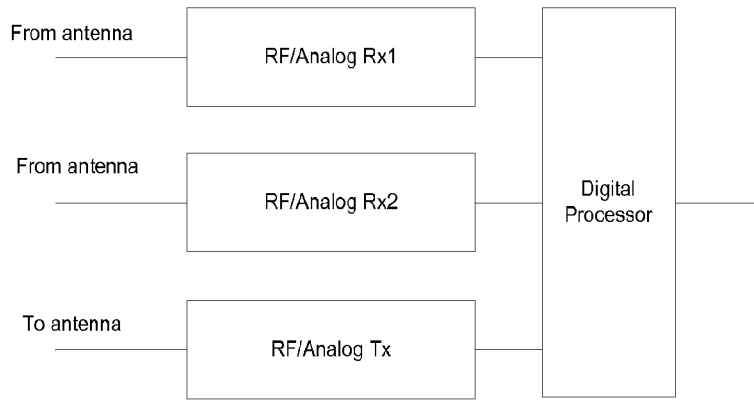 From antenna
RF/Analog Rx1
From antenna
RF/Analog Rx2
Digital
Processor
To antenna
RF/Analog Tx